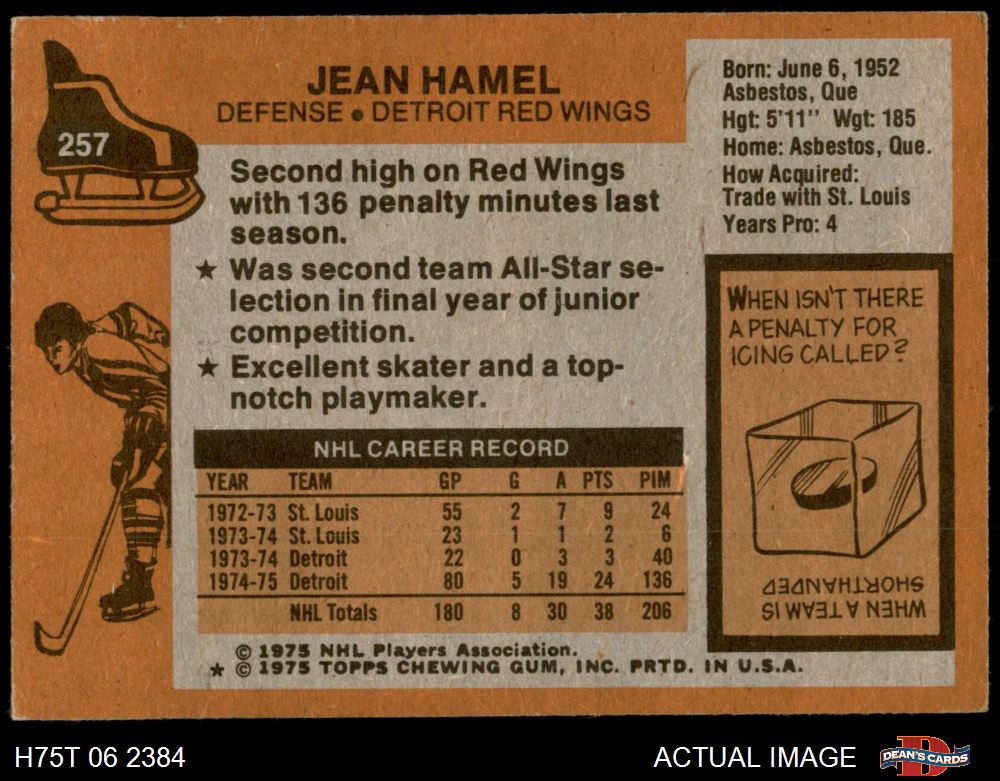 257
JEAN HAMEL
DEFENSE ● DETROIT RED WINGS
Second high on Red Wings
with 136 penalty minutes last
season.
★ Was second team All-Star se-
lection in final year of junior
competition.
★ Excellent skater and a top-
notch playmaker.
NHL CAREER RECORD
YEAR TEAM GP G A PTS PIM
1972-73 St. Louis 55 2 7 9 24
1973-74 St. Louis 23 1 1 2 6
1973-74 Detroit 22 0 3 3 40
1974-75 Detroit 80 5 19 24 136
NHL Totals 180 8 30 38 206
© 1975 NHL Players Association.
★ © 1975 TOPPS CHEWING GUM, INC. PRTD. IN U.S.A.
Born: June 6, 1952
Asbestos, Que
Hgt: 5'11" Wgt: 185
Home: Asbestos, Que.
How Acquired:
Trade with St. Louis
Years Pro: 4
WHEN ISN'T THERE
A PENALTY FOR
ICING CALLED?
WHEN A TEAM IS
SHORTHANDED
H75T 06 2384
ACTUAL IMAGE
DEAN'S CARDS